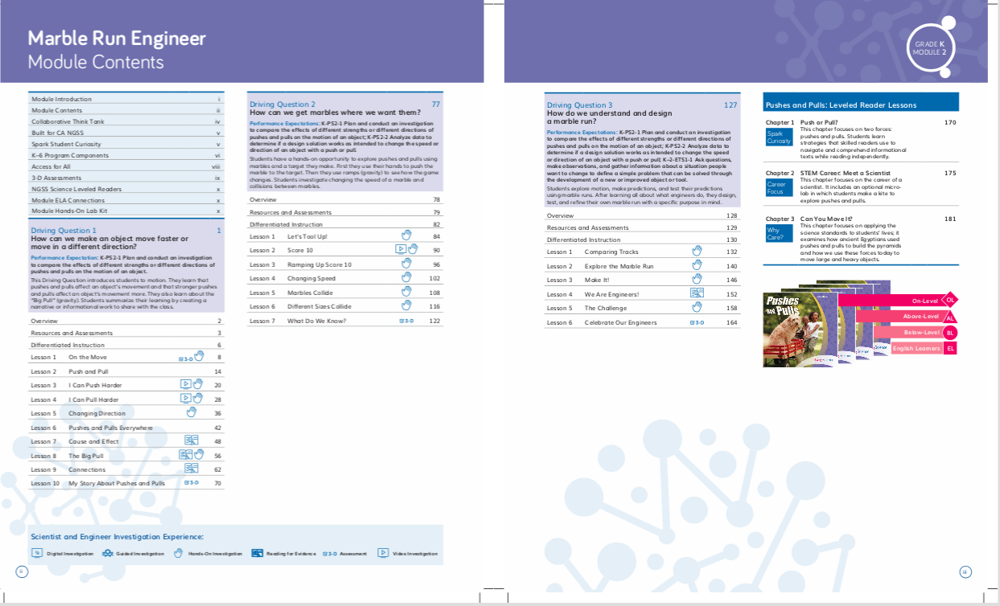 Marble Run Engineer
Module Contents
GRADE K
MODULE 2
Module Introduction i
Module Contents ii
Collaborative Think Tank iv
Built for CA NGSS v
Spark Student Curiosity v
K–6 Program Components vi
Access for All viii
3-D Assessments ix
NGSS Science Leveled Readers x
Module ELA Connections x
Module Hands-On Lab Kit x
Driving Question 1 1
How can we make an object move faster or
move in a different direction?
Performance Expectation: K-PS2-1 Plan and conduct an investigation
to compare the effects of different strengths or different directions of
pushes and pulls on the motion of an object.
This Driving Question introduces students to motion. They learn that
pushes and pulls affect an object's movement and that stronger pushes
and pulls affect an object's movement more. They also learn about the
"Big Pull" (gravity). Students summarize their learning by creating a
narrative or informational work to share with the class.
Overview 2
Resources and Assessments 3
Differentiated Instruction 6
Lesson 1 On the Move 3-D 8
Lesson 2 Push and Pull 14
Lesson 3 I Can Push Harder 20
Lesson 4 I Can Pull Harder 28
Lesson 5 Changing Direction 36
Lesson 6 Pushes and Pulls Everywhere 42
Lesson 7 Cause and Effect 48
Lesson 8 The Big Pull 56
Lesson 9 Connections 62
Lesson 10 My Story About Pushes and Pulls 3-D 70
Driving Question 2 77
How can we get marbles where we want them?
Performance Expectations: K-PS2-1 Plan and conduct an investigation
to compare the effects of different strengths or different directions of
pushes and pulls on the motion of an object; K-PS2-2 Analyze data to
determine if a design solution works as intended to change the speed or
direction of an object with a push or pull.
Students have a hands-on opportunity to explore pushes and pulls using
marbles and a target they make. First they use their hands to push the
marble to the target. Then they use ramps (gravity) to see how the game
changes. Students investigate changing the speed of a marble and
collisions between marbles.
Overview 78
Resources and Assessments 79
Differentiated Instruction 82
Lesson 1 Let's Tool Up! 84
Lesson 2 Score 10 90
Lesson 3 Ramping Up Score 10 96
Lesson 4 Changing Speed 102
Lesson 5 Marbles Collide 108
Lesson 6 Different Sizes Collide 116
Lesson 7 What Do We Know? 3-D 122
Scientist and Engineer Investigation Experience:
Digital Investigation Guided Investigation Hands-On Investigation Reading for Evidence 3-D Assessment Video Investigation
ii
Driving Question 3 127
How do we understand and design
a marble run?
Performance Expectations: K-PS2-1 Plan and conduct an investigation
to compare the effects of different strengths or different directions of
pushes and pulls on the motion of an object; K-PS2-2 Analyze data to
determine if a design solution works as intended to change the speed
or direction of an object with a push or pull; K–2–ETS1-1 Ask questions,
make observations, and gather information about a situation people
want to change to define a simple problem that can be solved through
the development of a new or improved object or tool.
Students explore motion, make predictions, and test their predictions
using marble runs. After learning all about what engineers do, they design,
test, and refine their own marble run with a specific purpose in mind.
Overview 128
Resources and Assessments 129
Differentiated Instruction 130
Lesson 1 Comparing Tracks 132
Lesson 2 Explore the Marble Run 140
Lesson 3 Make It! 146
Lesson 4 We Are Engineers! 152
Lesson 5 The Challenge 158
Lesson 6 Celebrate Our Engineers 3-D 164
Pushes and Pulls: Leveled Reader Lessons
Chapter 1 Push or Pull? 170
Spark
Curiosity
This chapter focuses on two forces:
pushes and pulls. Students learn
strategies that skilled readers use to
navigate and comprehend informational
texts while reading independently.
Chapter 2 STEM Career: Meet a Scientist 175
Career
Focus
This chapter focuses on the career of a
scientist. It includes an optional micro-
lab in which students make a kite to
explore pushes and pulls.
Chapter 3 Can You Move It? 181
Why
Care?
This chapter focuses on applying the
science standards to students' lives; it
examines how ancient Egyptians used
pushes and pulls to build the pyramids
and how we use these forces today to
move large and heavy objects.
Pushes
and Pulls
On-Level OL
Above-Level AL
Below-Level BL
English Learners EL
iii